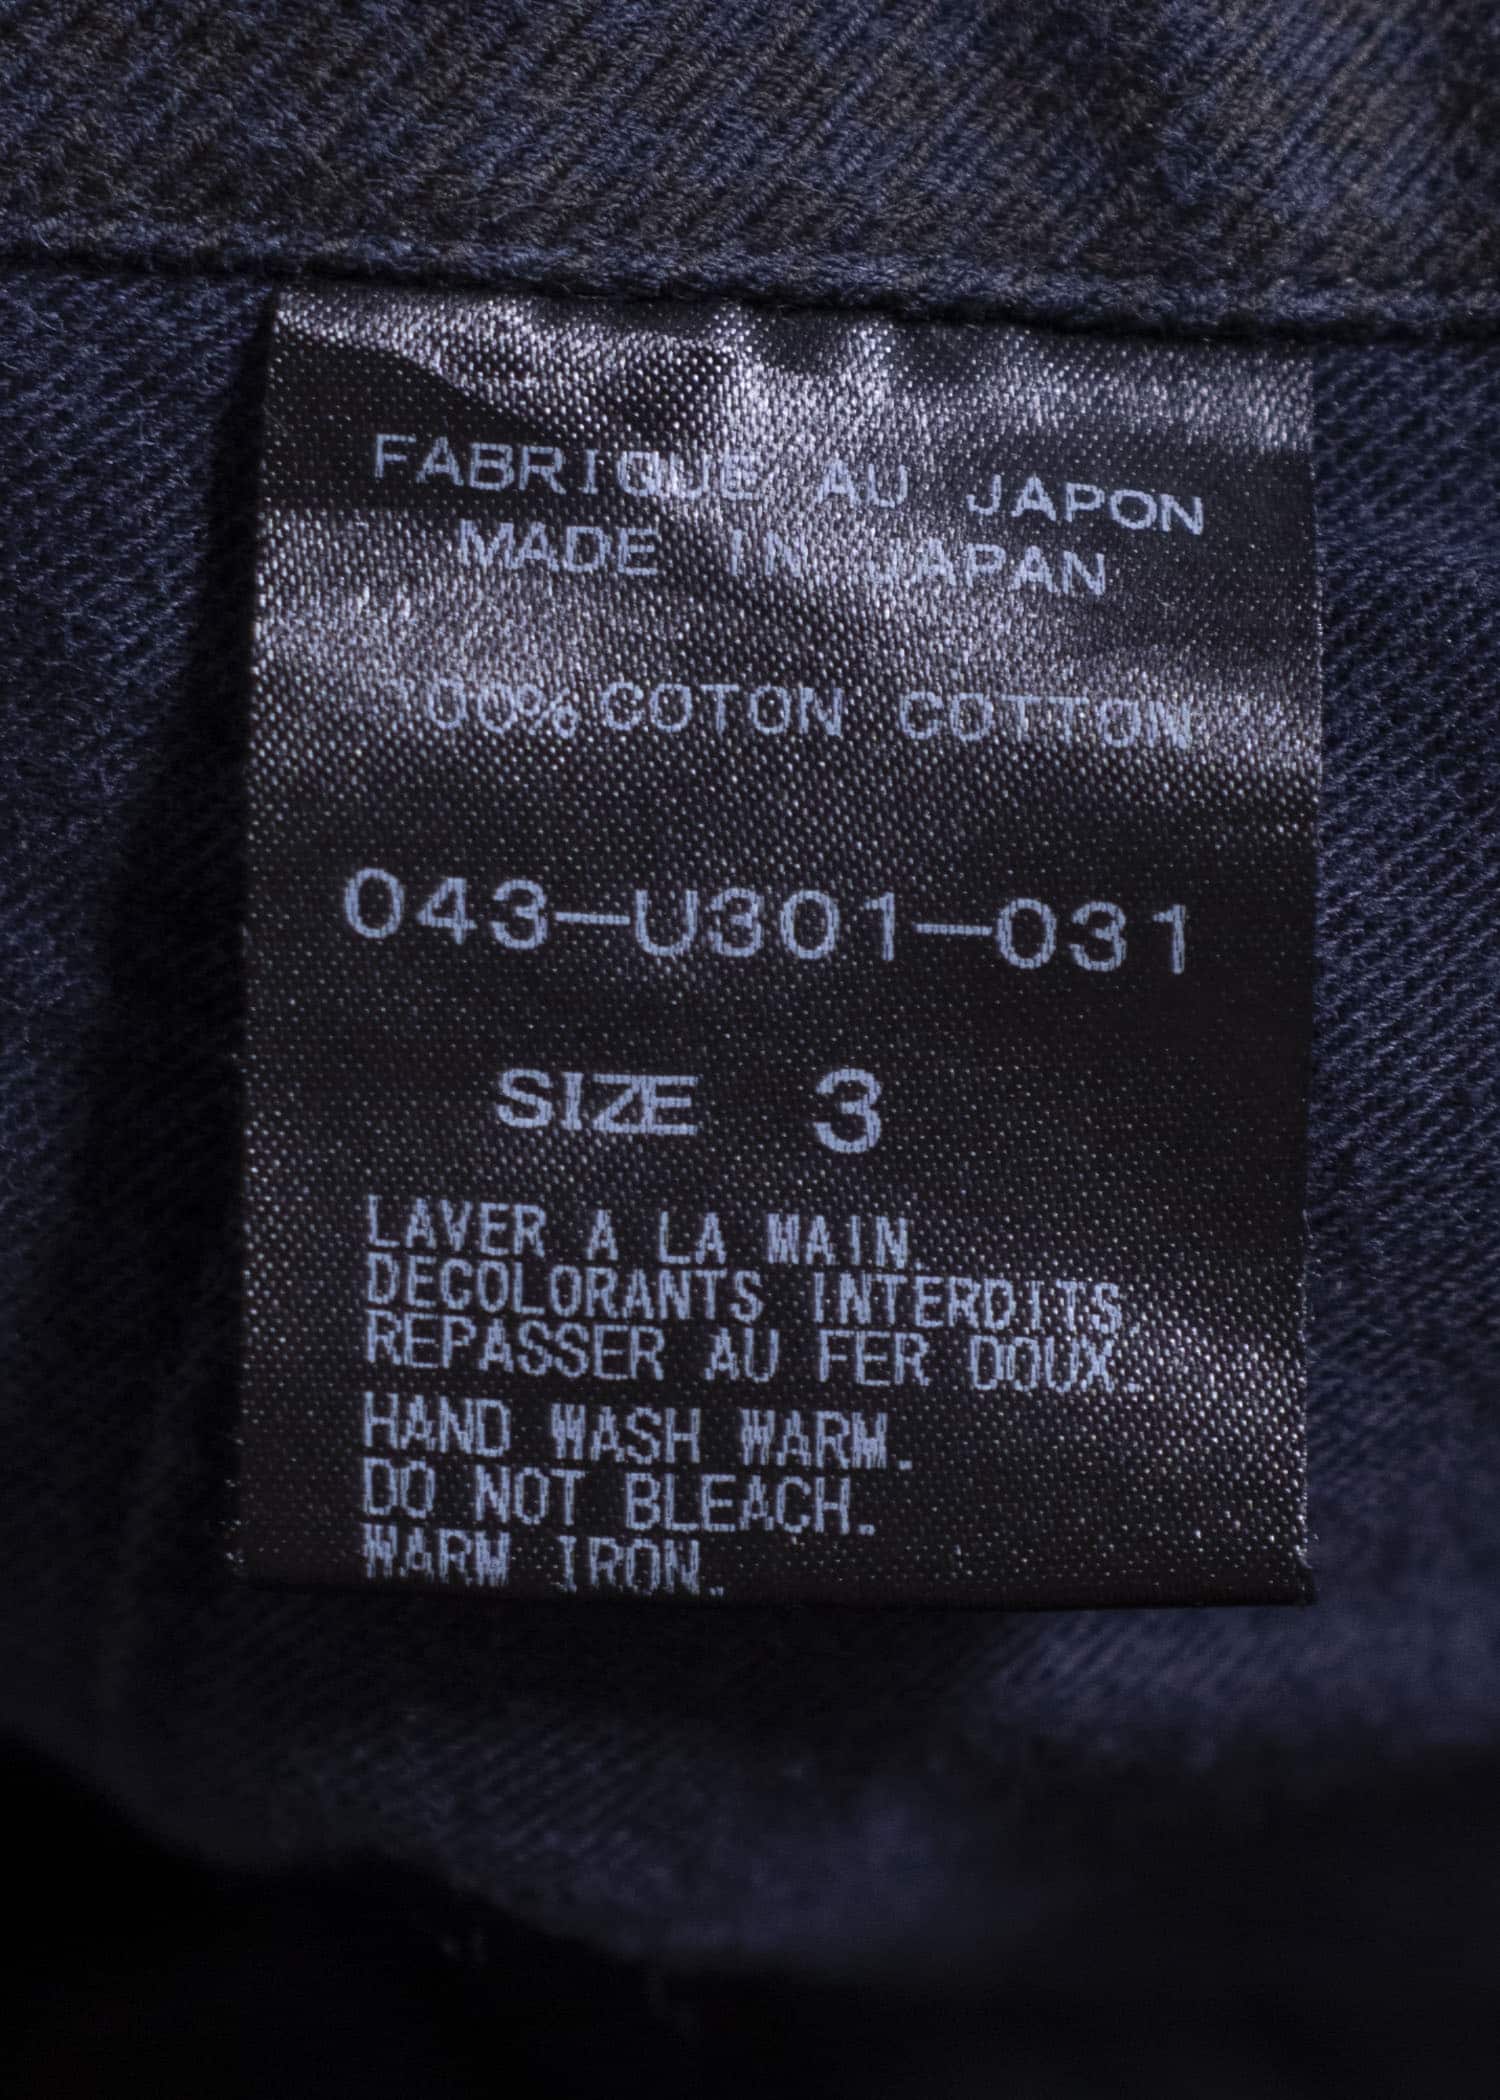 FABRIQUE AU JAPON
MADE IN JAPAN
100% COTON COTTON
043-U301-031
SIZE 3
LAVER A LA MAIN.
DECOLORANTS INTERDITS.
REPASSER AU FER DOUX.
HAND WASH WARM.
DO NOT BLEACH.
WARM IRON.